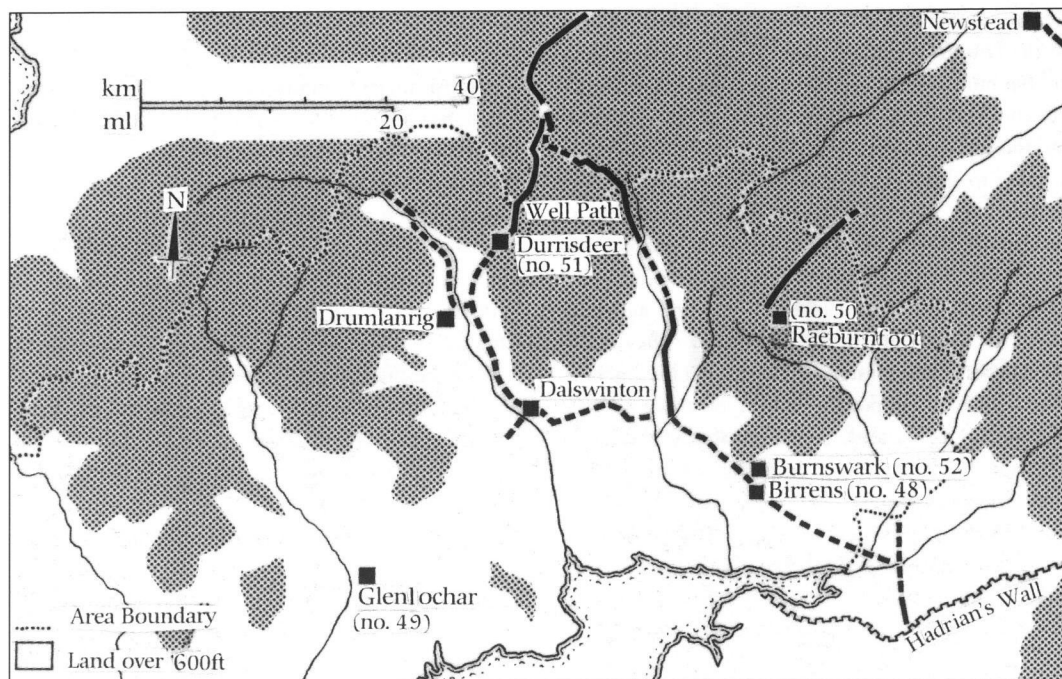 Newstead
km 40
ml 20
N
Well Path
Durrisdeer
(no. 51)
Drumlanrig
(no. 50)
Raeburnfoot
Dalswinton
Burnswark (no. 52)
Birrens (no. 48)
Glenlochar
(no. 49)
Hadrian's Wall
Area Boundary
Land over 600ft